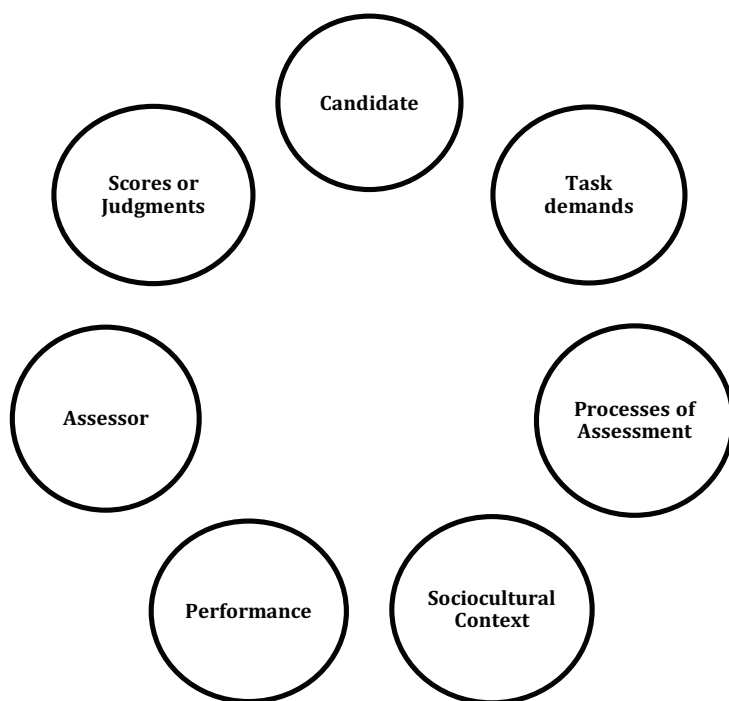 Candidate
Task
demands
Processes of
Assessment
Sociocultural
Context
Performance
Assessor
Scores or
Judgments